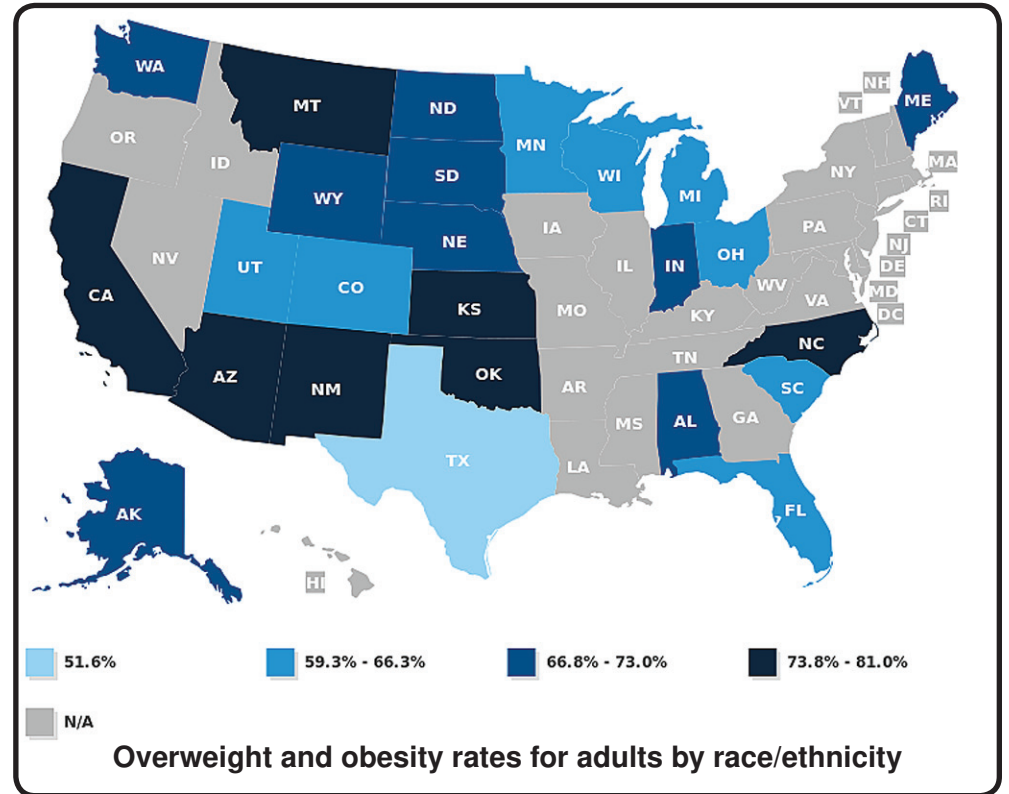 WA
MT
ND
MN
ME
NH
VT
OR
ID
SD
WI
MI
NY
MA
RI
WY
NE
IA
PA
CT
NJ
NV
UT
CO
IL
IN
OH
DE
WV
VA
MD
DC
CA
KS
MO
KY
NC
AZ
NM
OK
AR
TN
SC
TX
LA
MS
AL
GA
FL
AK
HI
51.6%
59.3% - 66.3%
66.8% - 73.0%
73.8% - 81.0%
N/A
Overweight and obesity rates for adults by race/ethnicity